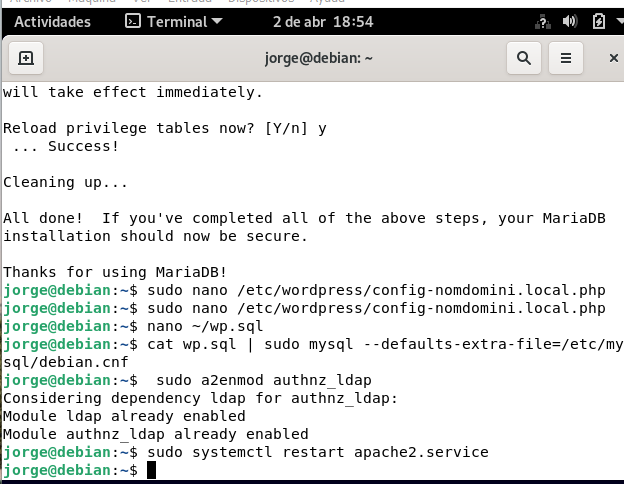 Archivo Máquina Ver Entrada Dispositivos Ayuda
Actividades Terminal 2 de abr 18:54
jorge@debian: ~
will take effect immediately.
Reload privilege tables now? [Y/n] y
... Success!
Cleaning up...
All done! If you've completed all of the above steps, your MariaDB
installation should now be secure.
Thanks for using MariaDB!
jorge@debian:~$ sudo nano /etc/wordpress/config-nomdomini.local.php
jorge@debian:~$ sudo nano /etc/wordpress/config-nomdomini.local.php
jorge@debian:~$ nano ~/wp.sql
jorge@debian:~$ cat wp.sql | sudo mysql --defaults-extra-file=/etc/my
sql/debian.cnf
jorge@debian:~$  sudo a2enmod authnz_ldap
Considering dependency ldap for authnz_ldap:
Module ldap already enabled
Module authnz_ldap already enabled
jorge@debian:~$ sudo systemctl restart apache2.service
jorge@debian:~$